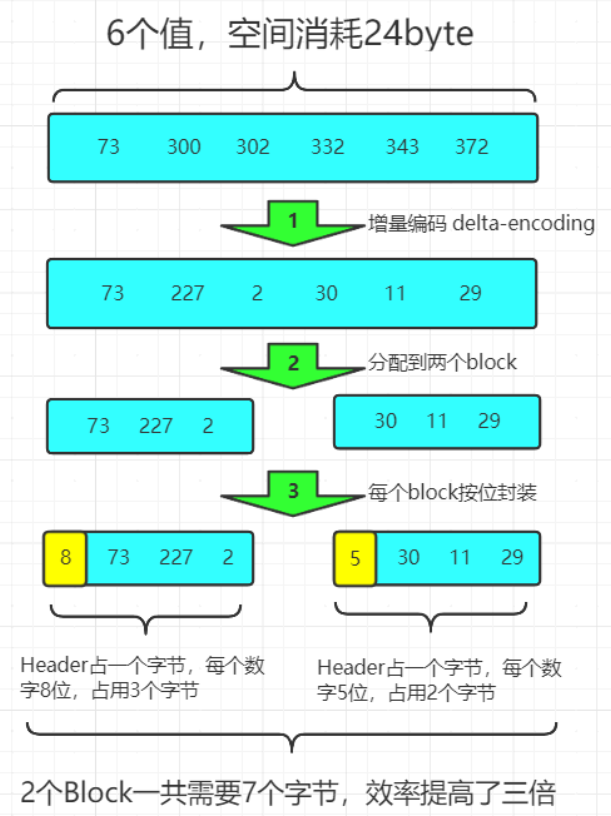 6个值，空间消耗24byte
73 300 302 332 343 372
1 增量编码 delta-encoding
73 227 2 30 11 29
2 分配到两个block
73 227 2 30 11 29
3 每个block按位封装
8 73 227 2 5 30 11 29
Header占一个字节，每个数
字8位，占用3个字节
Header占一个字节，每个数
字5位，占用2个字节
2个Block一共需要7个字节，效率提高了三倍